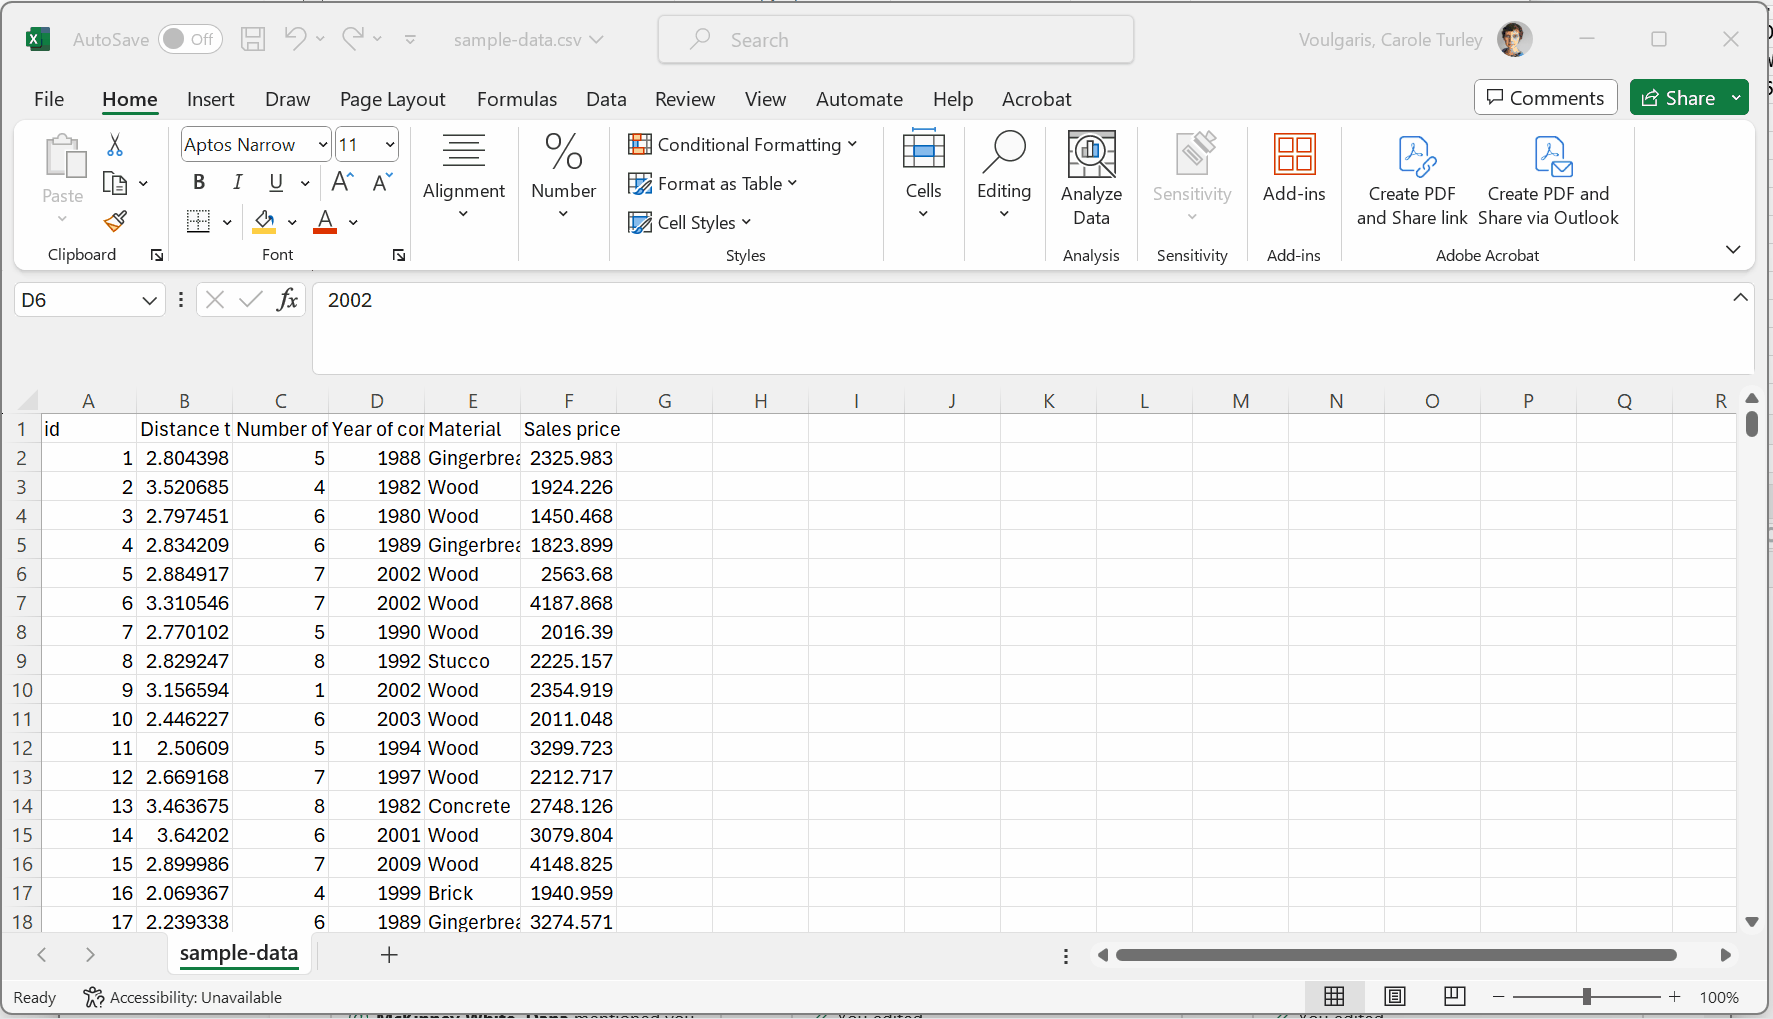 AutoSave Off sample-data.csv Search Voulgaris, Carole Turley
File Home Insert Draw Page Layout Formulas Data Review View Automate Help Acrobat Comments Share
Paste
Clipboard
Aptos Narrow 11
B I U A A
A
Font
Alignment
%
Number
Conditional Formatting
Format as Table
Cell Styles
Styles
Cells
Editing
Analyze
Data
Analysis
Sensitivity
Sensitivity
Add-ins
Add-ins
Create PDF
and Share link
Create PDF and
Share via Outlook
Adobe Acrobat
D6 fx 2002
A B C D E F G H I J K L M N O P Q R
1 id Distance t Number of Year of cor Material Sales price
2 1 2.804398 5 1988 Gingerbrea 2325.983
3 2 3.520685 4 1982 Wood 1924.226
4 3 2.797451 6 1980 Wood 1450.468
5 4 2.834209 6 1989 Gingerbrea 1823.899
6 5 2.884917 7 2002 Wood 2563.68
7 6 3.310546 7 2002 Wood 4187.868
8 7 2.770102 5 1990 Wood 2016.39
9 8 2.829247 8 1992 Stucco 2225.157
10 9 3.156594 1 2002 Wood 2354.919
11 10 2.446227 6 2003 Wood 2011.048
12 11 2.50609 5 1994 Wood 3299.723
13 12 2.669168 7 1997 Wood 2212.717
14 13 3.463675 8 1982 Concrete 2748.126
15 14 3.64202 6 2001 Wood 3079.804
16 15 2.899986 7 2009 Wood 4148.825
17 16 2.069367 4 1999 Brick 1940.959
18 17 2.239338 6 1989 Gingerbrea 3274.571
sample-data
Ready Accessibility: Unavailable 100%